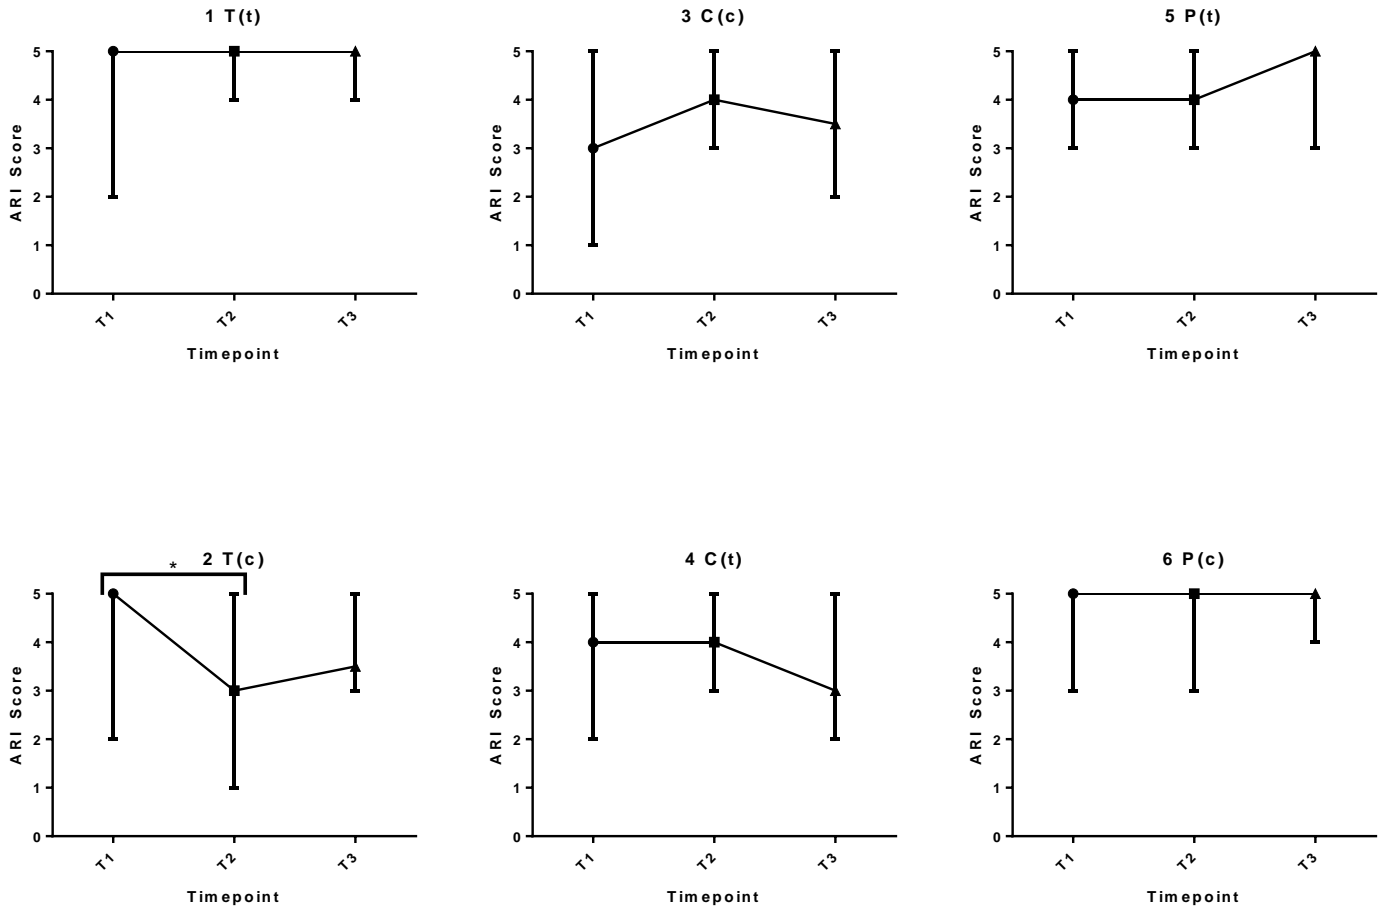 1 T(t)
ARI Score
5
4
3
2
1
0
T1
T2
T3
Timepoint
3 C(c)
ARI Score
5
4
3
2
1
0
T1
T2
T3
Timepoint
5 P(t)
ARI Score
5
4
3
2
1
0
T1
T2
T3
Timepoint
2 T(c)
*
ARI Score
5
4
3
2
1
0
T1
T2
T3
Timepoint
4 C(t)
ARI Score
5
4
3
2
1
0
T1
T2
T3
Timepoint
6 P(c)
ARI Score
5
4
3
2
1
0
T1
T2
T3
Timepoint